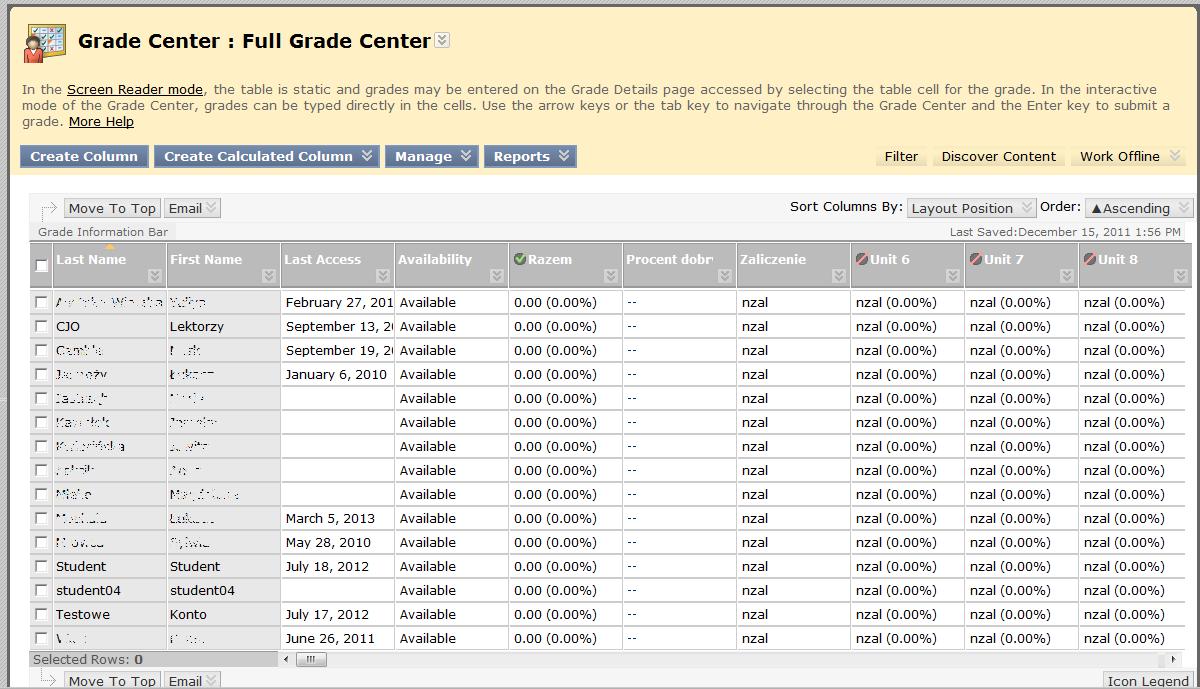 Grade Center : Full Grade Center
In the Screen Reader mode, the table is static and grades may be entered on the Grade Details page accessed by selecting the table cell for the grade. In the interactive
mode of the Grade Center, grades can be typed directly in the cells. Use the arrow keys or the tab key to navigate through the Grade Center and the Enter key to submit a
grade. More Help
Create Column Create Calculated Column Manage Reports Filter Discover Content Work Offline
Move To Top Email Sort Columns By: Layout Position Order: ▲Ascending
Grade Information Bar Last Saved:December 15, 2011 1:56 PM
Last Name First Name Last Access Availability Razem Procent dobr Zaliczenie Unit 6 Unit 7 Unit 8
February 27, 201 Available 0.00 (0.00%) -- nzal nzal (0.00%) nzal (0.00%) nzal (0.00%)
CJO Lektorzy September 13, 2 Available 0.00 (0.00%) -- nzal nzal (0.00%) nzal (0.00%) nzal (0.00%)
September 19, 2 Available 0.00 (0.00%) -- nzal nzal (0.00%) nzal (0.00%) nzal (0.00%)
January 6, 2010 Available 0.00 (0.00%) -- nzal nzal (0.00%) nzal (0.00%) nzal (0.00%)
Available 0.00 (0.00%) -- nzal nzal (0.00%) nzal (0.00%) nzal (0.00%)
Available 0.00 (0.00%) -- nzal nzal (0.00%) nzal (0.00%) nzal (0.00%)
Available 0.00 (0.00%) -- nzal nzal (0.00%) nzal (0.00%) nzal (0.00%)
Available 0.00 (0.00%) -- nzal nzal (0.00%) nzal (0.00%) nzal (0.00%)
Available 0.00 (0.00%) -- nzal nzal (0.00%) nzal (0.00%) nzal (0.00%)
March 5, 2013 Available 0.00 (0.00%) -- nzal nzal (0.00%) nzal (0.00%) nzal (0.00%)
May 28, 2010 Available 0.00 (0.00%) -- nzal nzal (0.00%) nzal (0.00%) nzal (0.00%)
Student Student July 18, 2012 Available 0.00 (0.00%) -- nzal nzal (0.00%) nzal (0.00%) nzal (0.00%)
student04 student04 Available 0.00 (0.00%) -- nzal nzal (0.00%) nzal (0.00%) nzal (0.00%)
Testowe Konto July 17, 2012 Available 0.00 (0.00%) -- nzal nzal (0.00%) nzal (0.00%) nzal (0.00%)
June 26, 2011 Available 0.00 (0.00%) -- nzal nzal (0.00%) nzal (0.00%) nzal (0.00%)
Selected Rows: 0
Move To Top Email Icon Legend